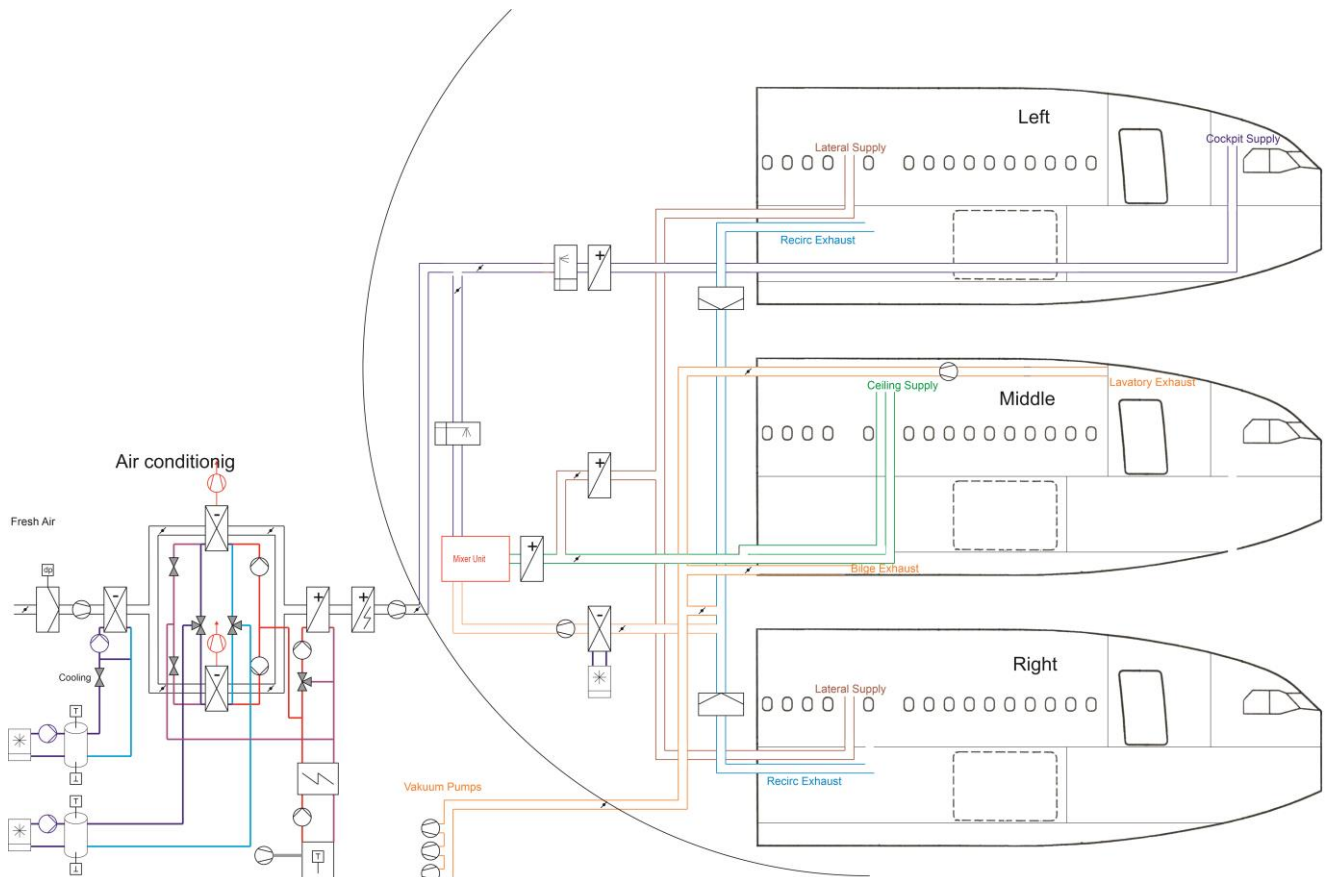 Left
Cockpit Supply
Lateral Supply
Recirc Exhaust
+
+
Ceiling Supply
Lavatory Exhaust
Middle
Air conditionig
+
-
Fresh Air
Mixer Unit
+
dp
Bilge Exhaust
-
+
+
-
Right
Cooling
-
Lateral Supply
T
T
Recirc Exhaust
Vakuum Pumps
T
T
T